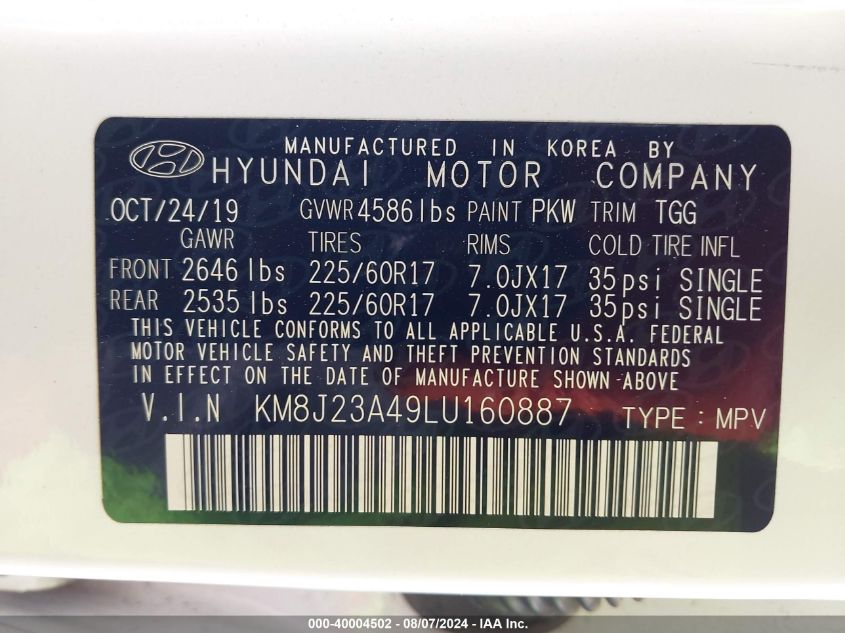 MANUFACTURED IN KOREA BY
HYUNDAI MOTOR COMPANY
OCT/24/19 GVWR 4586 lbs PAINT PKW TRIM TGG
GAWR TIRES RIMS COLD TIRE INFL
FRONT 2646 lbs 225/60R17 7.0JX17 35psi SINGLE
REAR 2535 lbs 225/60R17 7.0JX17 35psi SINGLE
THIS VEHICLE CONFORMS TO ALL APPLICABLE U.S.A. FEDERAL
MOTOR VEHICLE SAFETY AND THEFT PREVENTION STANDARDS
IN EFFECT ON THE DATE OF MANUFACTURE SHOWN ABOVE
V.I.N KM8J23A49LU160887 TYPE : MPV
000-40004502 - 08/07/2024 - IAA Inc.